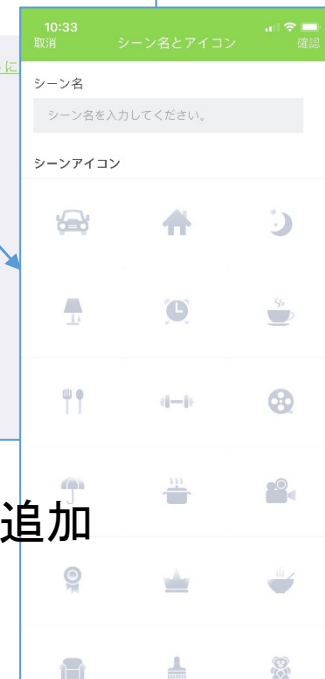 10:33
取消 シーン名とアイコン 確認
に
シーン名
シーン名を入力してください。
シーンアイコン
追加